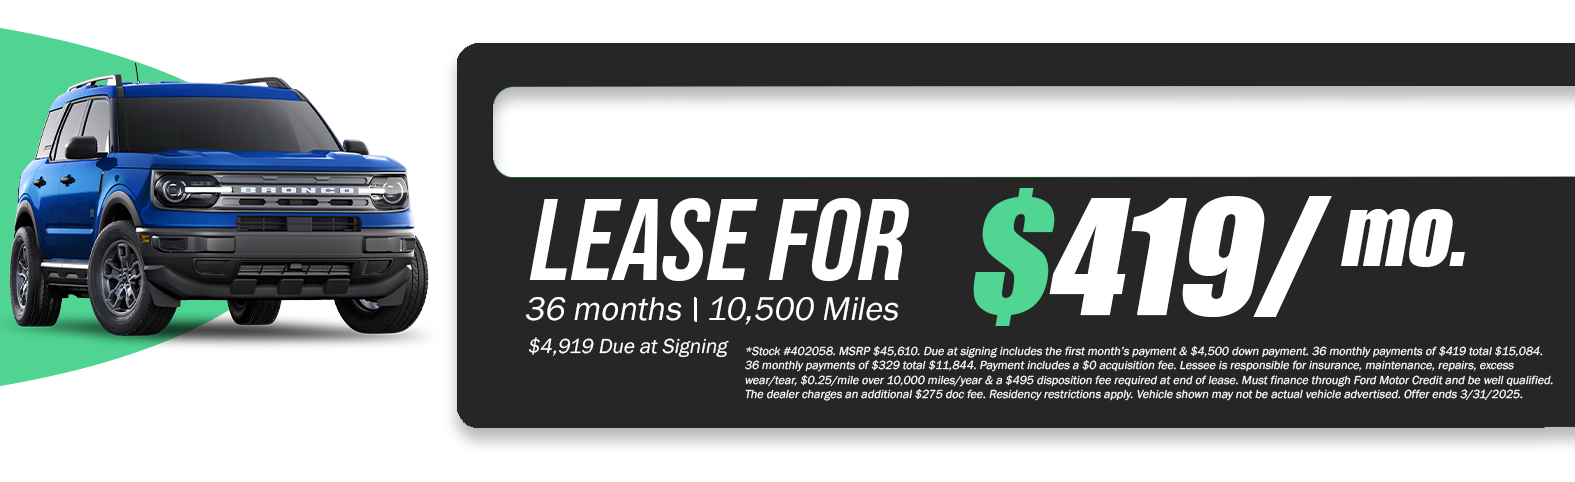 BRONCO
LEASE FOR
$419/mo.
36 months | 10,500 Miles
$4,919 Due at Signing
*Stock #402058. MSRP $45,610. Due at signing includes the first month's payment & $4,500 down payment. 36 monthly payments of $419 total $15,084.
36 monthly payments of $329 total $11,844. Payment includes a $0 acquisition fee. Lessee is responsible for insurance, maintenance, repairs, excess
wear/tear, $0.25/mile over 10,000 miles/year & a $495 disposition fee required at end of lease. Must finance through Ford Motor Credit and be well qualified.
The dealer charges an additional $275 doc fee. Residency restrictions apply. Vehicle shown may not be actual vehicle advertised. Offer ends 3/31/2025.